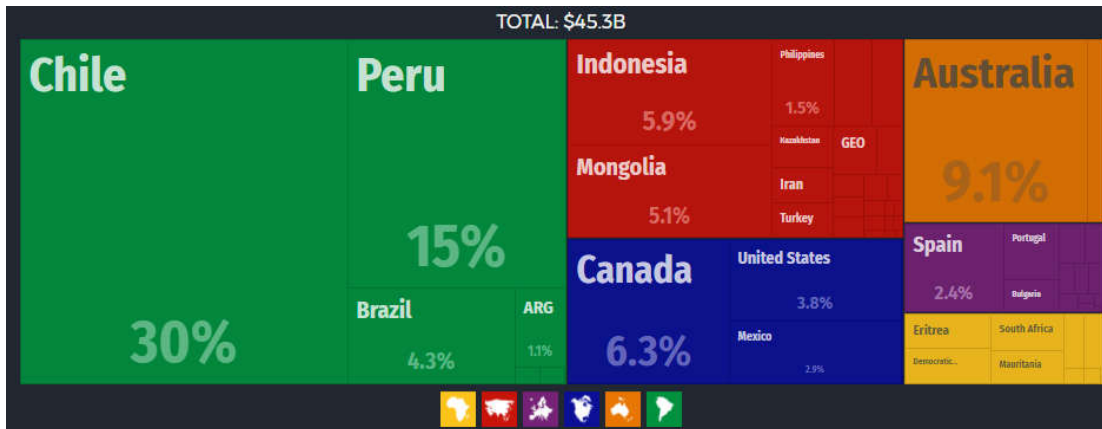 TOTAL: $45.3B
Chile
30%
Peru
15%
Brazil
4.3%
ARG
1.1%
Indonesia
5.9%
Mongolia
5.1%
Philippines
1.5%
Kazakhstan
GEO
Iran
Turkey
Canada
6.3%
United States
3.8%
Mexico
2.9%
Australia
9.1%
Spain
2.4%
Portugal
Bulgaria
Eritrea
South Africa
Democratic...
Mauritania